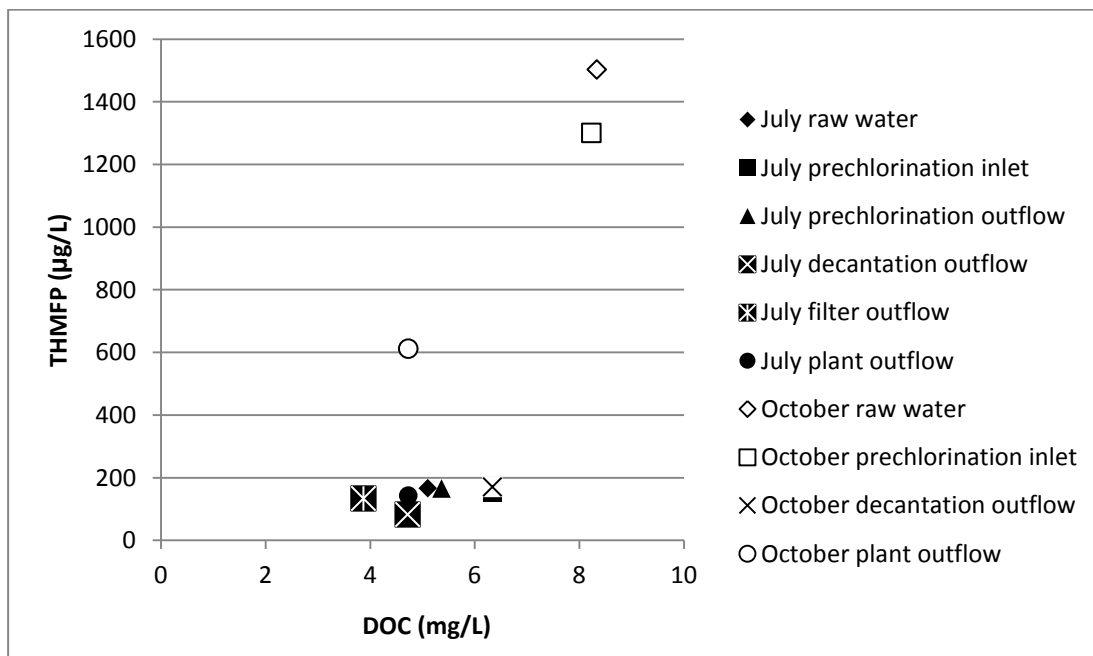 1600
1400
1200
1000
800
600
400
200
0
THMFP (µg/L)
0 2 4 6 8 10
DOC (mg/L)
July raw water
July prechlorination inlet
July prechlorination outflow
July decantation outflow
July filter outflow
July plant outflow
October raw water
October prechlorination inlet
October decantation outflow
October plant outflow